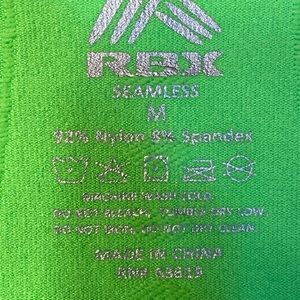 RBX
SEAMLESS
M
92% Nylon 8% Spandex
MACHINE WASH COLD.
DO NOT BLEACH, TUMBLE DRY LOW.
DO NOT IRON, DO NOT DRY CLEAN.
MADE IN CHINA
RN# 63619